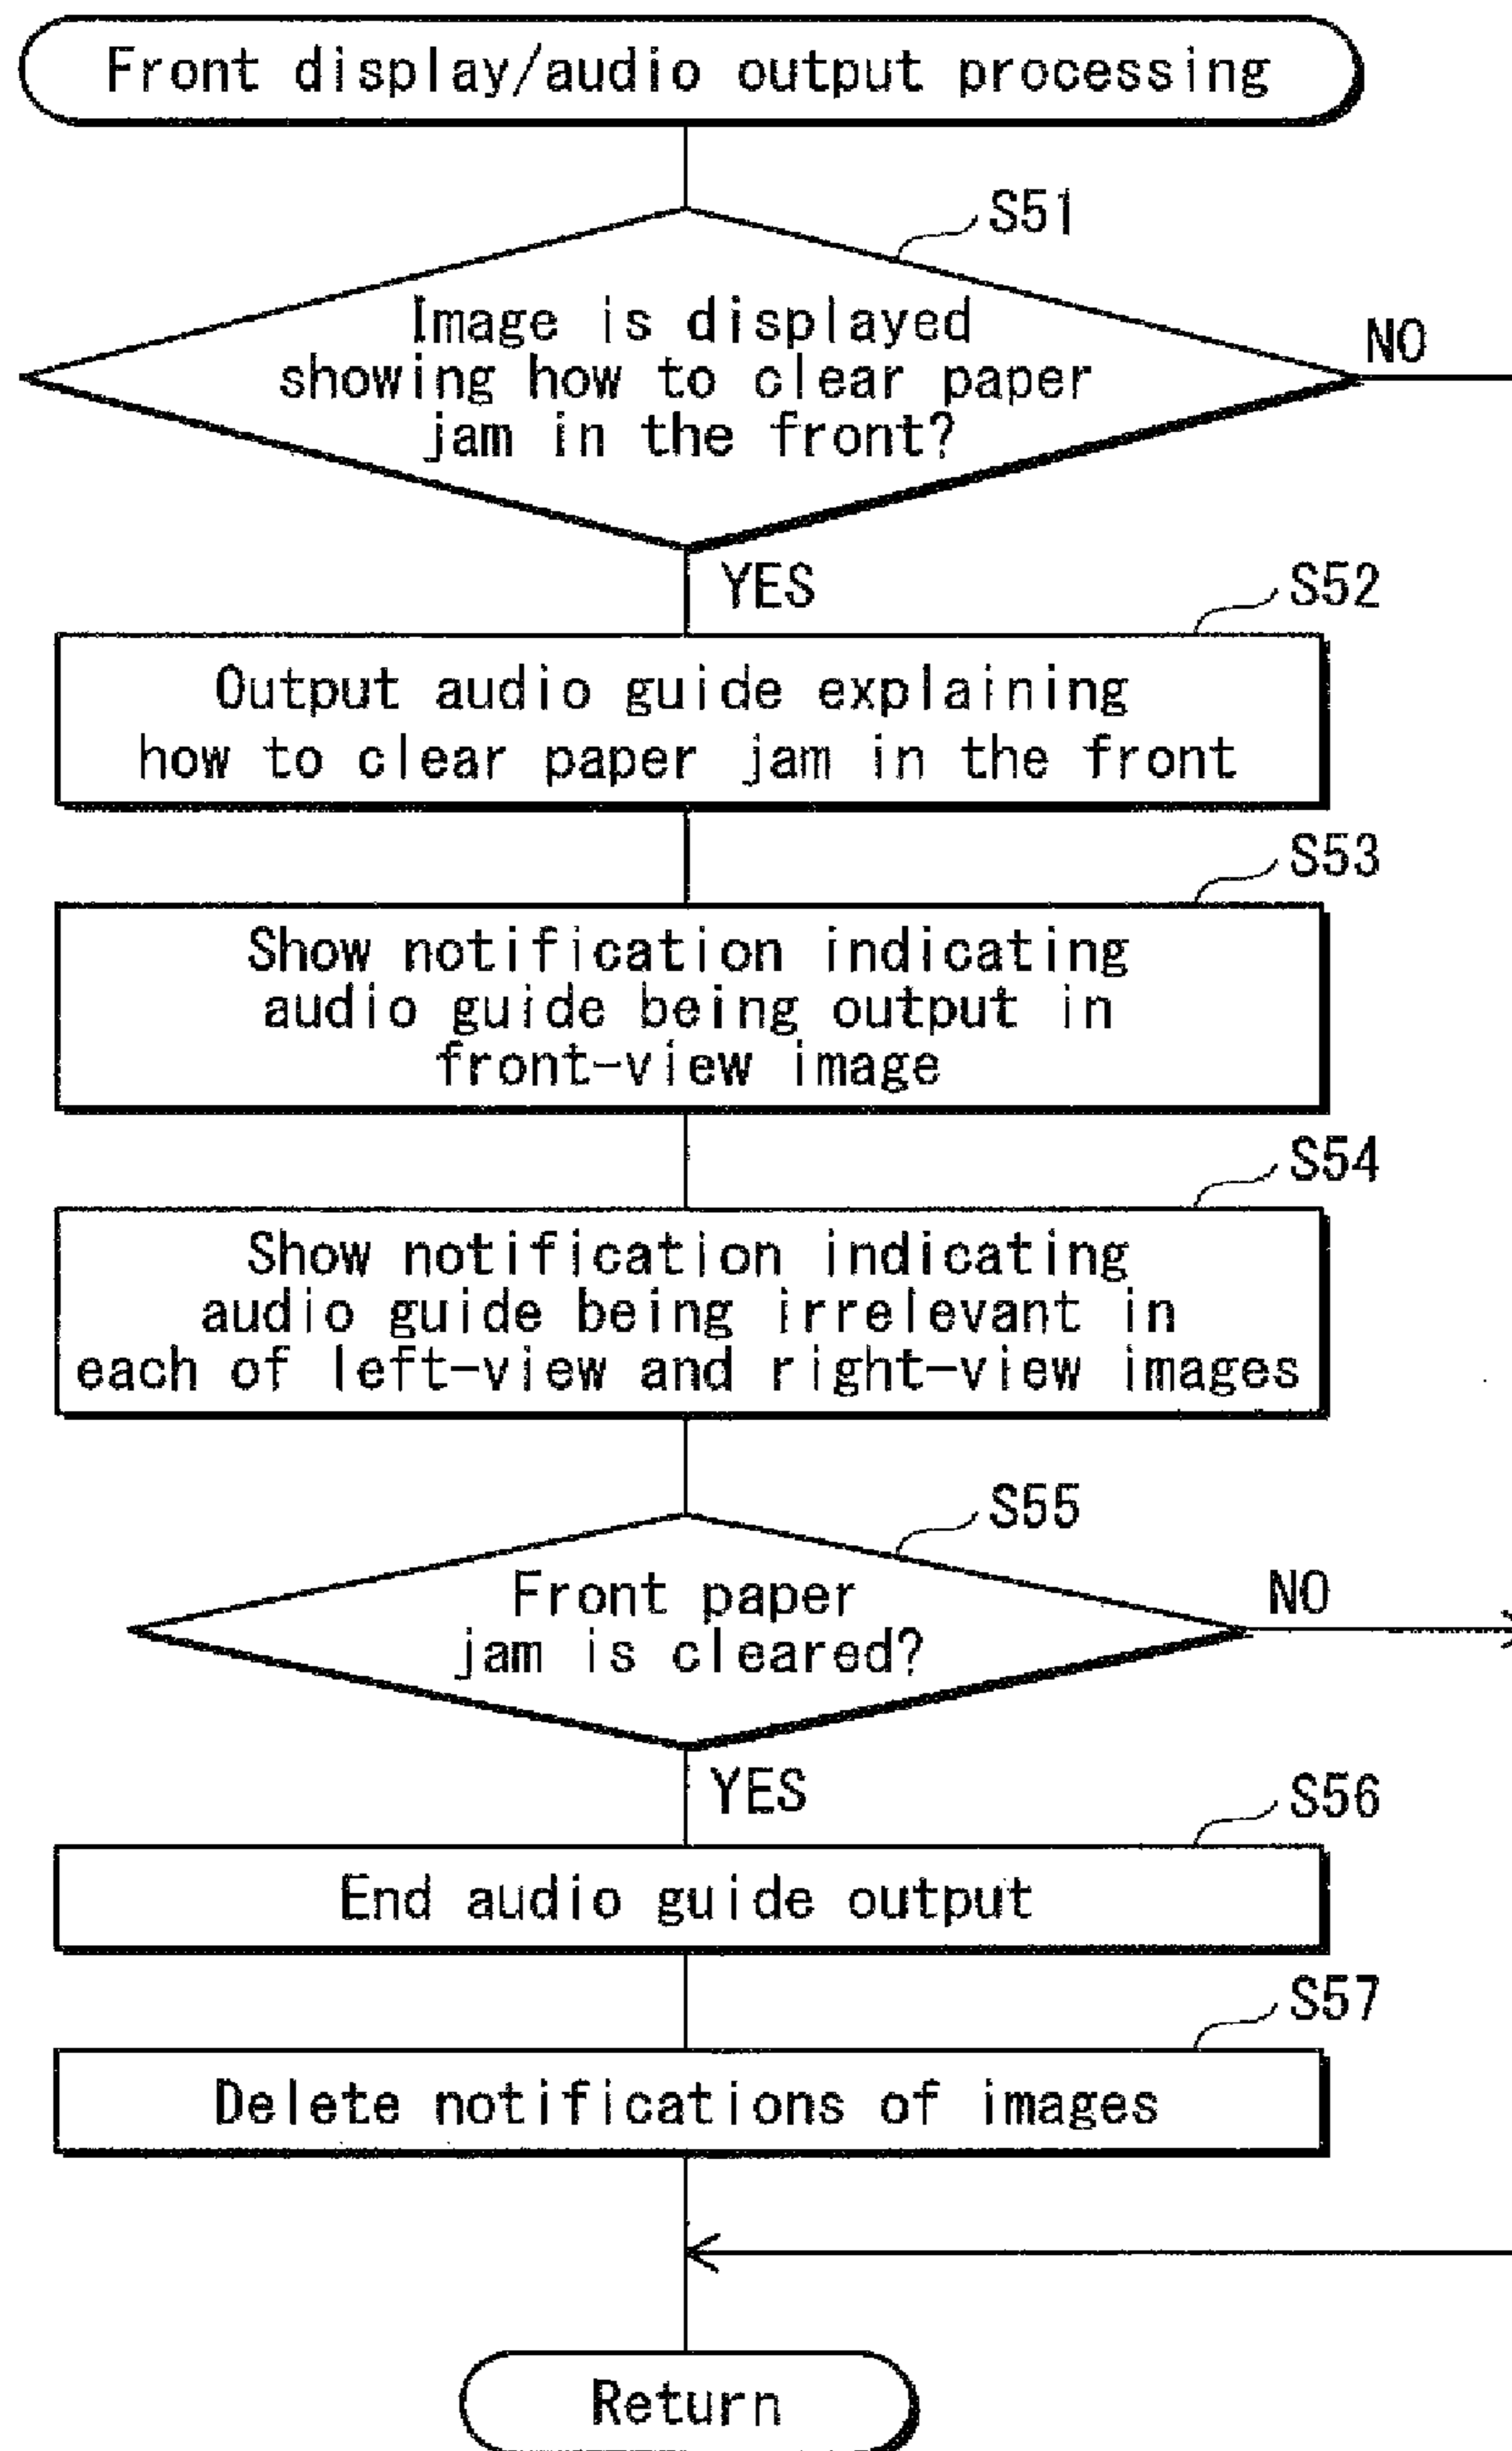 Front display/audio output processing
S51
Image is displayed
showing how to clear paper
jam in the front?
NO
YES
S52
Output audio guide explaining
how to clear paper jam in the front
S53
Show notification indicating
audio guide being output in
front-view image
S54
Show notification indicating
audio guide being irrelevant in
each of left-view and right-view images
S55
Front paper
jam is cleared?
NO
YES
S56
End audio guide output
S57
Delete notifications of images
Return